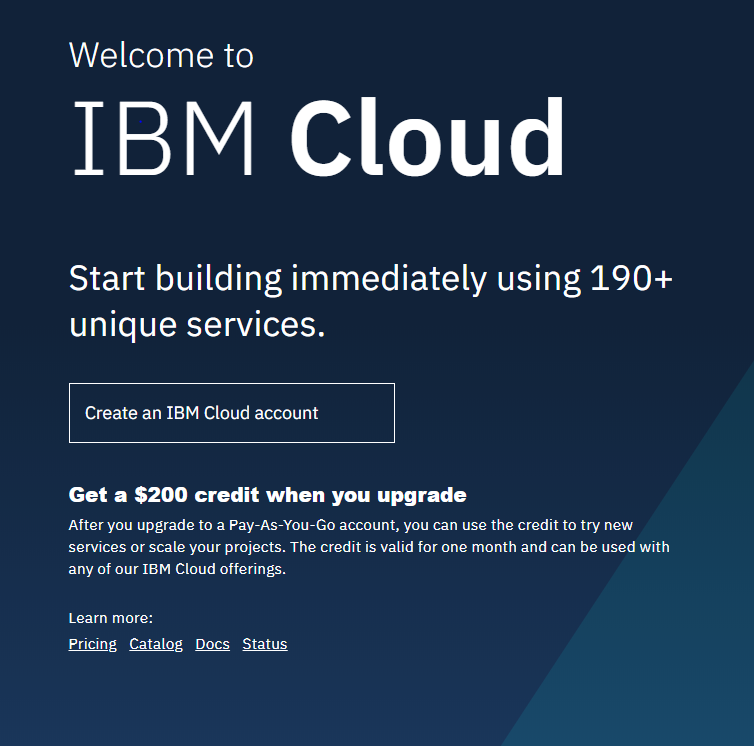 Welcome to
IBM Cloud
Start building immediately using 190+
unique services.
Create an IBM Cloud account
Get a $200 credit when you upgrade
After you upgrade to a Pay-As-You-Go account, you can use the credit to try new
services or scale your projects. The credit is valid for one month and can be used with
any of our IBM Cloud offerings.
Learn more:
Pricing Catalog Docs Status